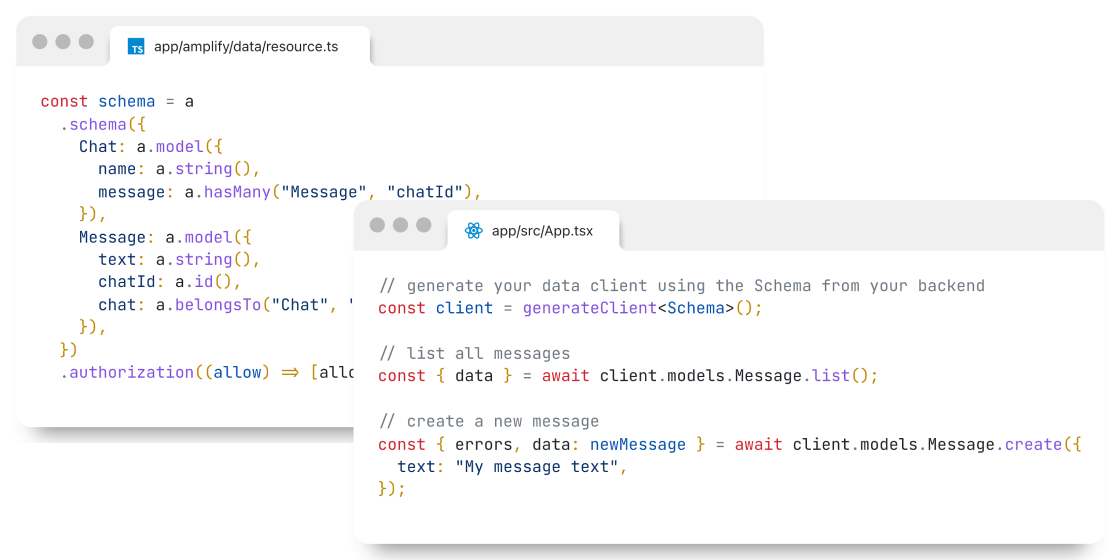 TS app/amplify/data/resource.ts
const schema = a
.schema({
Chat: a.model({
name: a.string(),
message: a.hasMany("Message", "chatId"),
}),
Message: a.model({
text: a.string(),
chatId: a.id(),
chat: a.belongsTo("Chat", '
}),
})
.authorization((allow) => [
app/src/App.tsx
// generate your data client using the Schema from your backend
const client = generateClient<Schema>();
// list all messages
const { data } = await client.models.Message.list();
// create a new message
const { errors, data: newMessage } = await client.models.Message.create({
text: "My message text",
});